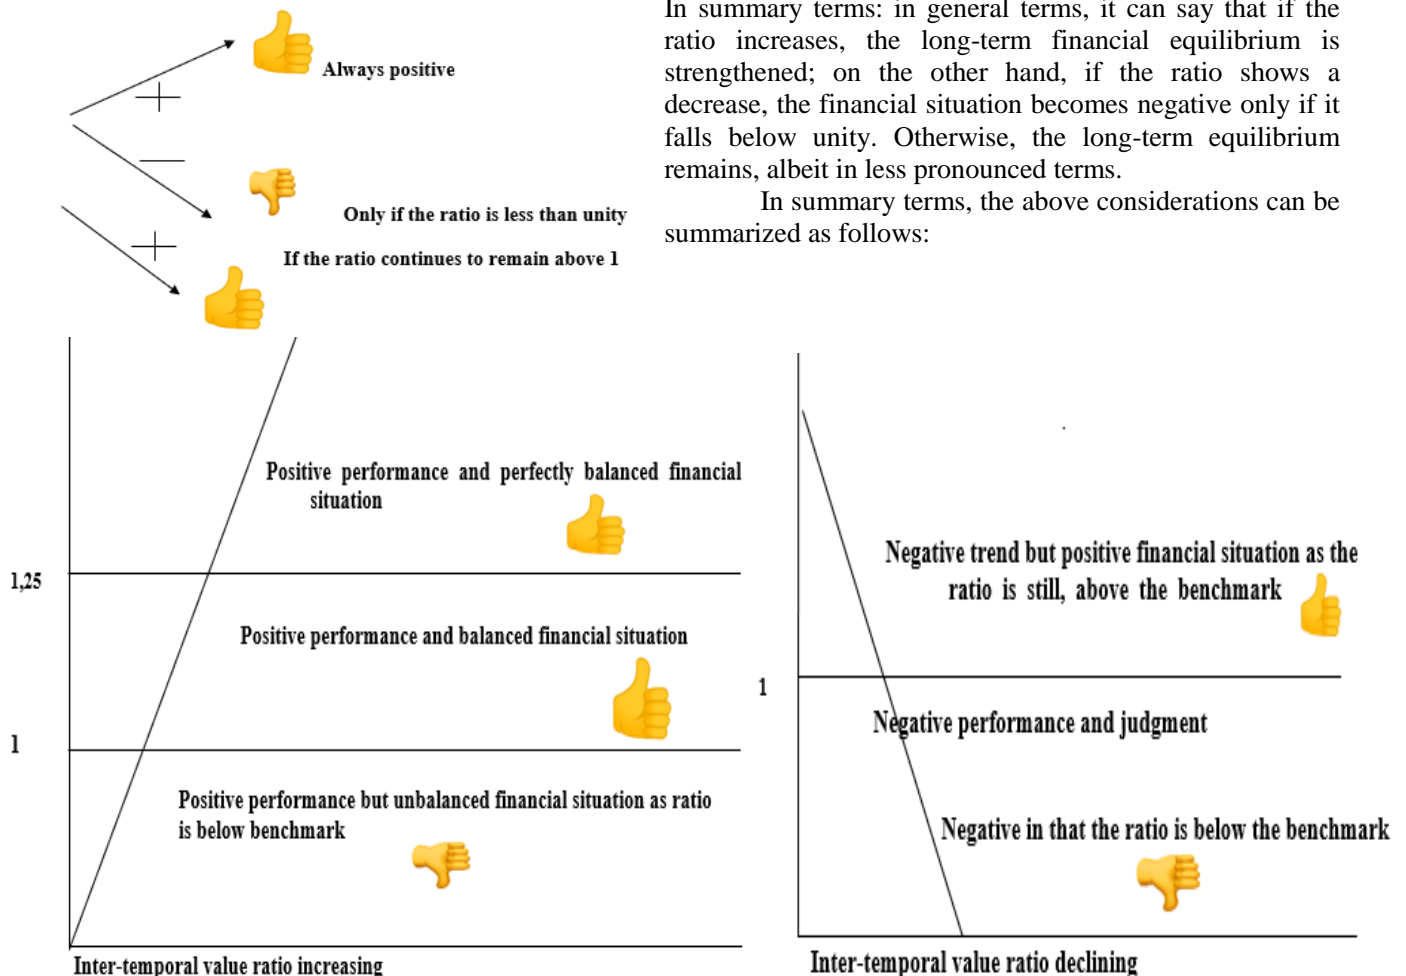 In summary terms: in general terms, it can say that if the
ratio increases, the long-term financial equilibrium is
strengthened; on the other hand, if the ratio shows a
decrease, the financial situation becomes negative only if it
falls below unity. Otherwise, the long-term equilibrium
remains, albeit in less pronounced terms.
In summary terms, the above considerations can be
summarized as follows:
Always positive
Only if the ratio is less than unity
If the ratio continues to remain above 1
Positive performance and perfectly balanced financial
situation
1,25
Positive performance and balanced financial situation
1
Positive performance but unbalanced financial situation as ratio
is below benchmark
Inter-temporal value ratio increasing
Negative trend but positive financial situation as the
ratio is still, above the benchmark
1
Negative performance and judgment
Negative in that the ratio is below the benchmark
Inter-temporal value ratio declining